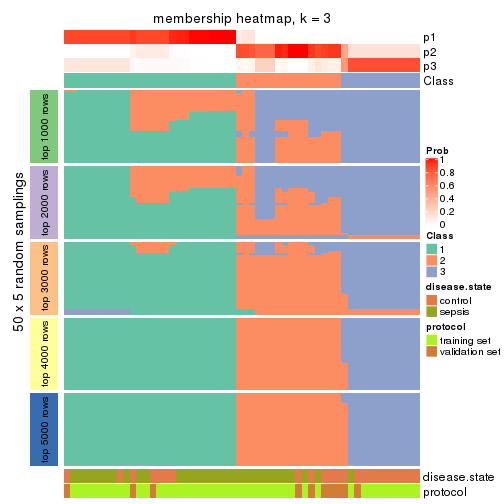 membership heatmap, k = 3
p1
p2
p3
Class
50 x 5 random samplings
top 1000 rows
top 2000 rows
top 3000 rows
top 4000 rows
top 5000 rows
disease.state
protocol
Prob
1
0.8
0.6
0.4
0.2
0
Class
1
2
3
disease.state
control
sepsis
protocol
training set
validation set